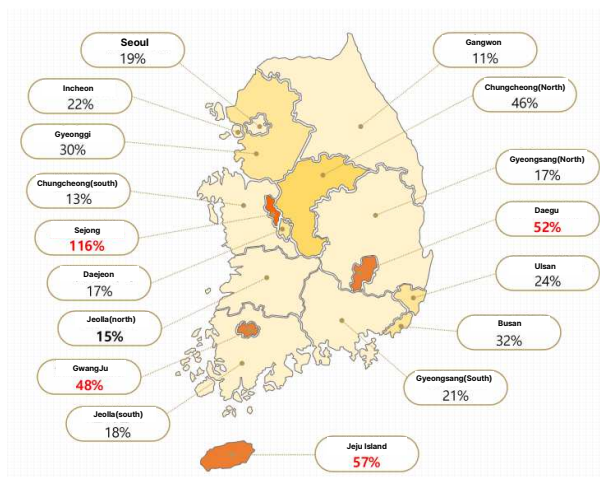 Seoul
19%
Incheon
22%
Gyeonggi
30%
Chungcheong(south)
13%
Sejong
116%
Daejeon
17%
Jeolla(north)
15%
GwangJu
48%
Jeolla(south)
18%
Gangwon
11%
Chungcheong(North)
46%
Gyeongsang(North)
17%
Daegu
52%
Ulsan
24%
Busan
32%
Gyeongsang(South)
21%
Jeju Island
57%